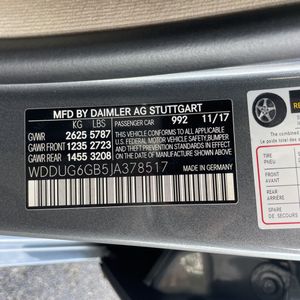 MFD BY DAIMLER AG STUTTGART
KG LBS PASSENGER CAR 992 11/17
GVWR 2625 5787
GAWR FRONT 1235 2723
GAWR REAR 1455 3208
THIS VEHICLE CONFORMS TO ALL
APPLICABLE U.S. FEDERAL
MOTOR VEHICLE SAFETY, BUMPER,
AND THEFT PREVENTION
STANDARDS IN EFFECT ON THE DATE
OF MANUFACTURE SHOWN ABOVE.
WDDUG6GB5JA378517
MADE IN GERMANY
The combined
TIRE
PNEU
FRONT
AVANT
REAR
ARRIÈRE
SPARE
DE
SECOURS